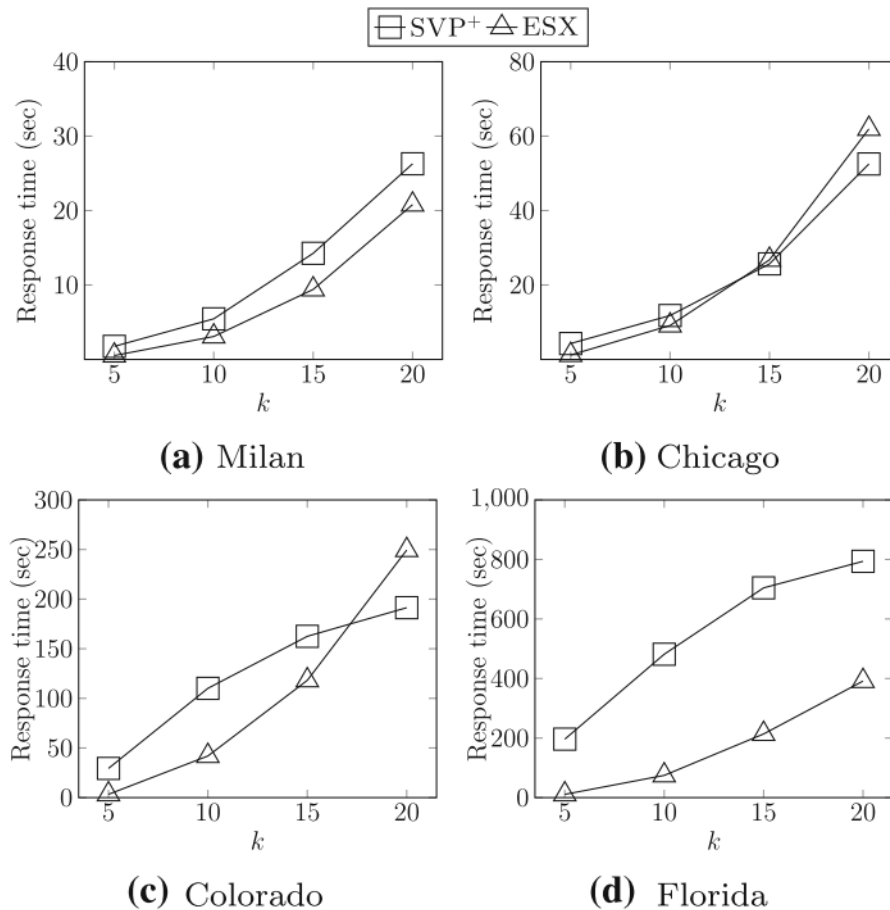 SVP+ ESX
40
30
20
10
Response time (sec)
5 10 15 20
k
(a) Milan
80
60
40
20
Response time (sec)
5 10 15 20
k
(b) Chicago
300
250
200
150
100
50
0
Response time (sec)
5 10 15 20
k
(c) Colorado
1,000
800
600
400
200
0
Response time (sec)
5 10 15 20
k
(d) Florida